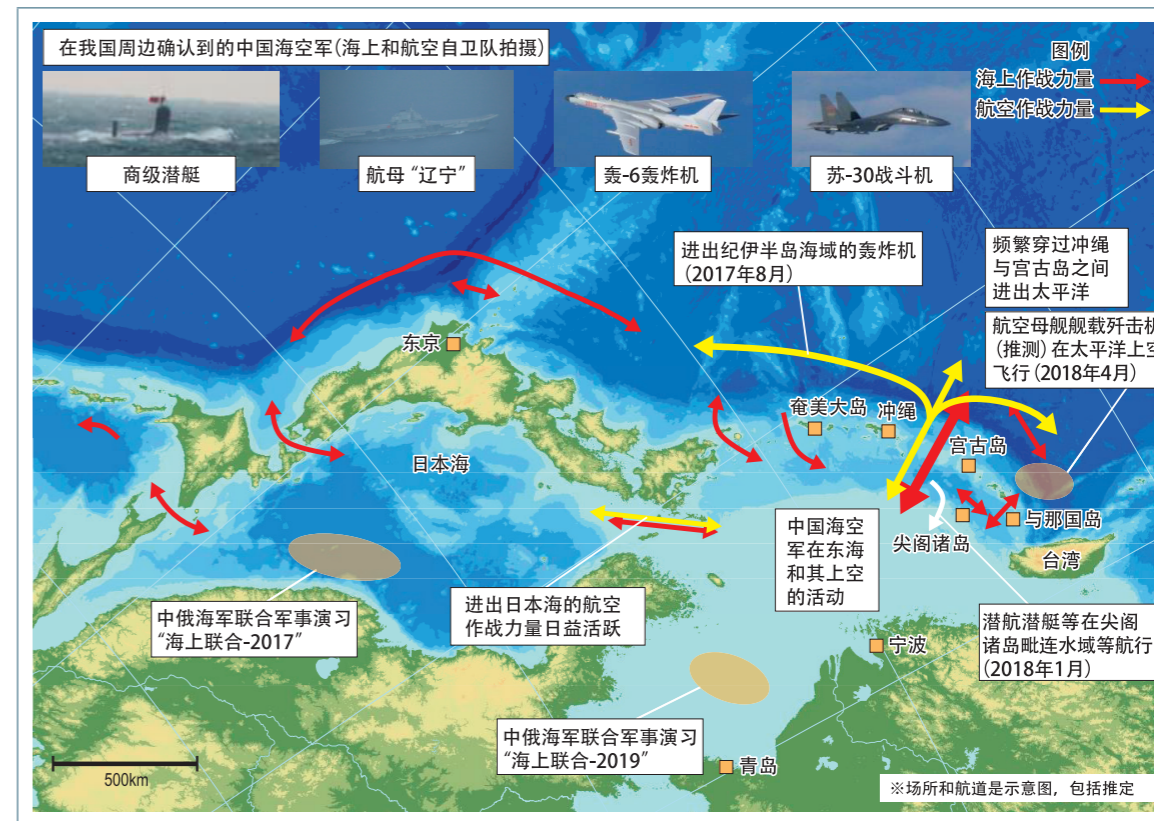 在我国周边确认到的中国海空军(海上和航空自卫队拍摄)
图例
海上作战力量
航空作战力量
商级潜艇
航母“辽宁”
轰-6轰炸机
苏-30战斗机
进出纪伊半岛海域的轰炸机
(2017年8月)
频繁穿过冲绳
与宫古岛之间
进出太平洋
航空母舰舰载歼击机
(推测)在太平洋上空
飞行(2018年4月)
东京
奄美大岛
冲绳
宫古岛
日本海
与那国岛
尖阁诸岛
台湾
中国海空
军在东海
和其上空
的活动
中俄海军联合军事演习
“海上联合-2017”
进出日本海的航空
作战力量日益活跃
潜航潜艇等在尖阁
诸岛毗连水域等航行
(2018年1月)
宁波
中俄海军联合军事演习
“海上联合-2019”
青岛
500km
※场所和航道是示意图，包括推定